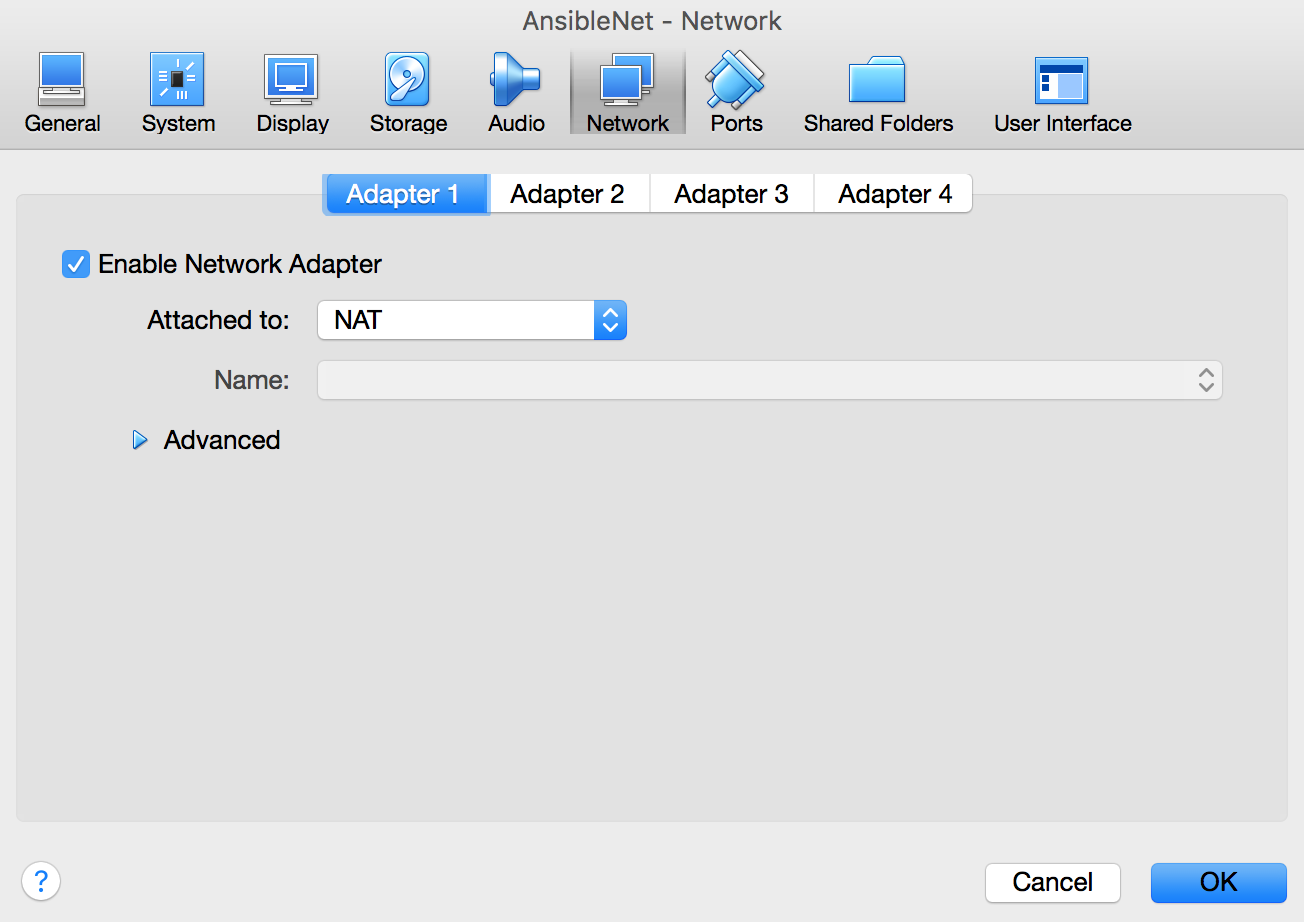 AnsibleNet - Network
General System Display Storage Audio Network Ports Shared Folders User Interface
Adapter 1 Adapter 2 Adapter 3 Adapter 4
Enable Network Adapter
Attached to: NAT
Name:
Advanced
? Cancel OK